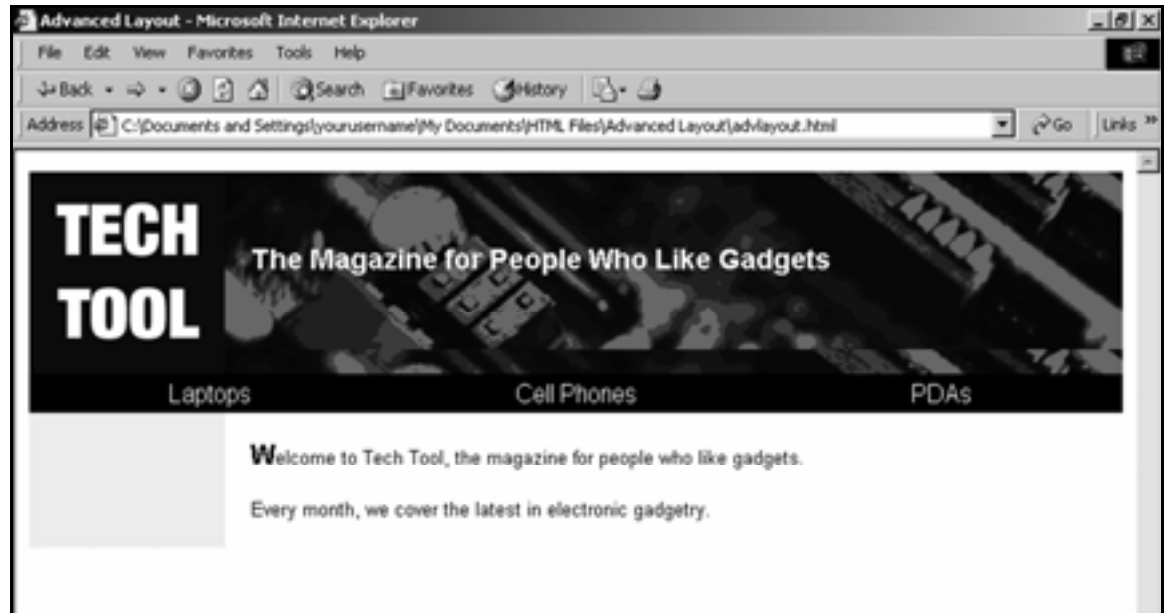 Advanced Layout - Microsoft Internet Explorer
File Edit View Favorites Tools Help
Back Search Favorites History
Address C:\Documents and Settings\yourusername\My Documents\HTML Files\Advanced Layout\advlayout.html Go Links »
TECH
TOOL
The Magazine for People Who Like Gadgets
Laptops Cell Phones PDAs
Welcome to Tech Tool, the magazine for people who like gadgets.
Every month, we cover the latest in electronic gadgetry.